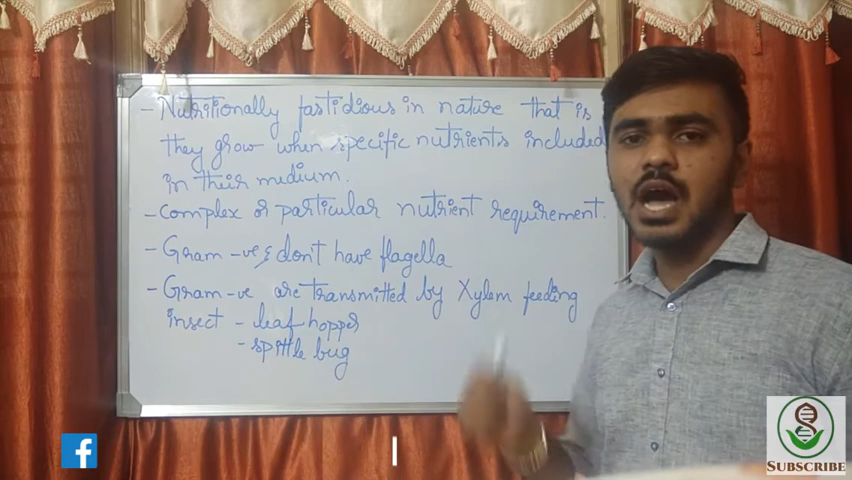 - Nutritionally fastidious in nature that is
they grow when specific nutrients included
in their medium.
- complex or particular nutrient requirement.
- Gram -ve & don't have flagella
- Gram -ve are transmitted by Xylem feeding
insect - leaf hopper
- spittle bug
f
I
SUBSCRIBE